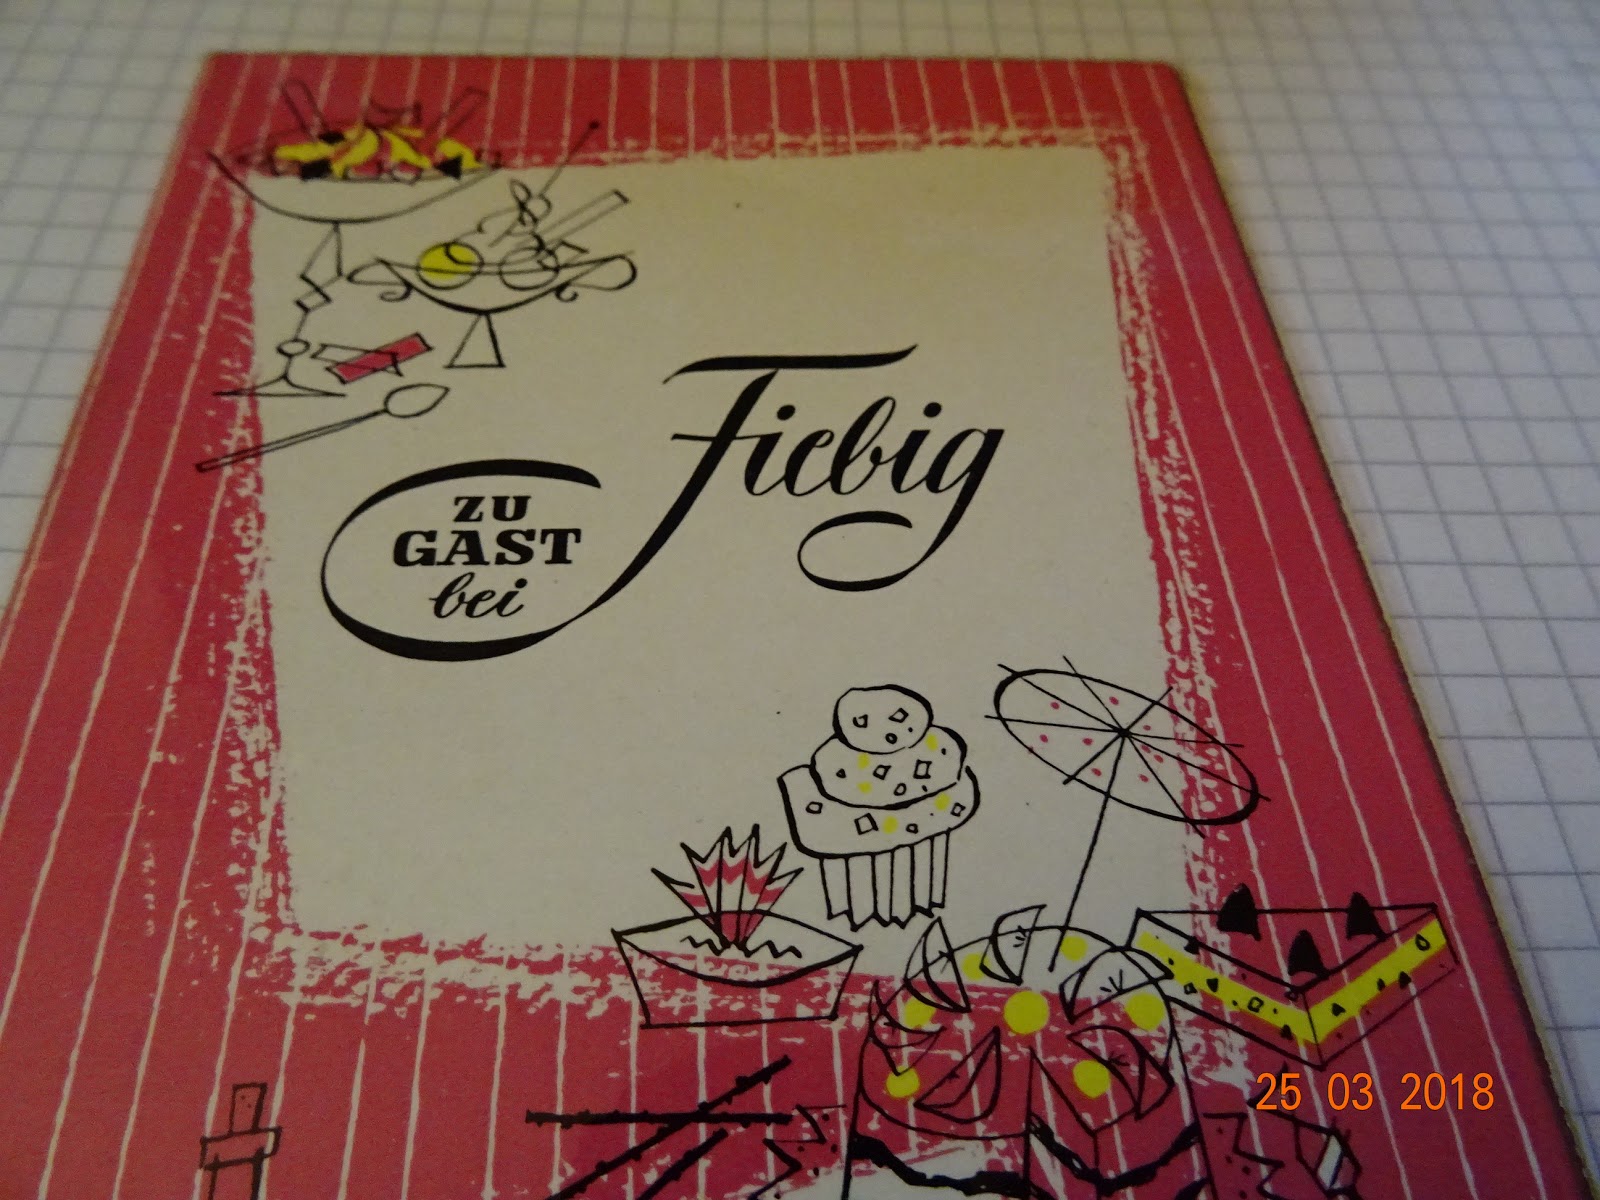 ZU
GAST
bei
Fiebig
25 03 2018